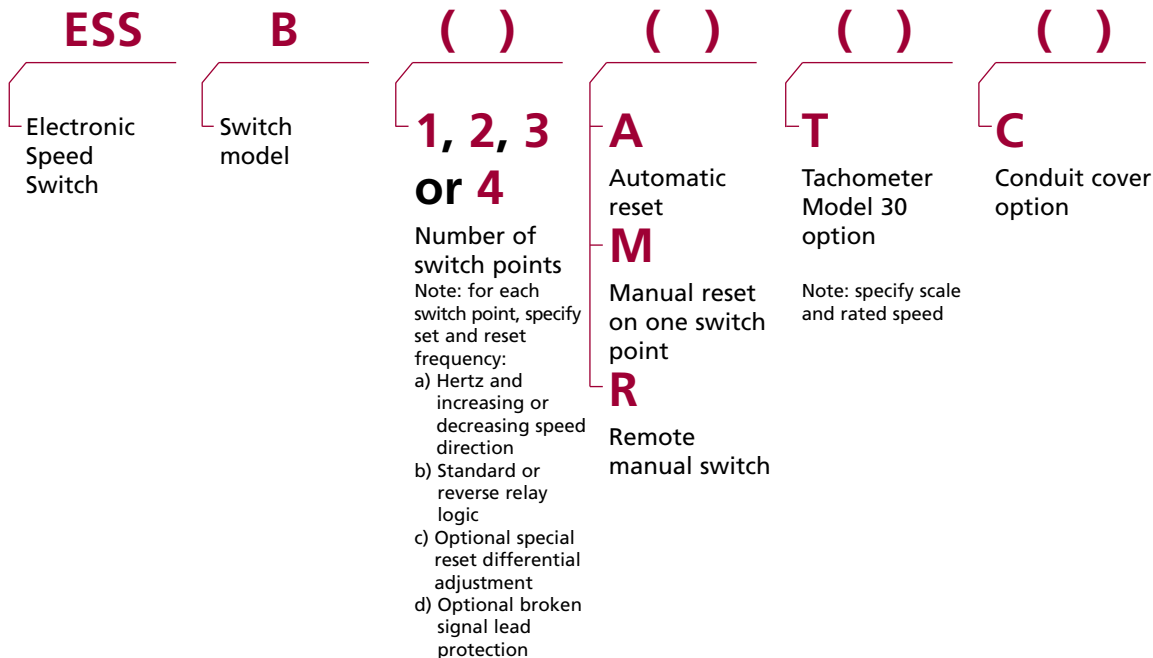 ESS B ( ) ( ) ( ) ( )
Electronic
Speed
Switch
Switch
model
1, 2, 3
or 4
Number of
switch points
Note: for each
switch point, specify
set and reset
frequency:
a) Hertz and
increasing or
decreasing speed
direction
b) Standard or
reverse relay
logic
c) Optional special
reset differential
adjustment
d) Optional broken
signal lead
protection
A
Automatic
reset
M
Manual reset
on one switch
point
R
Remote
manual switch
T
Tachometer
Model 30
option
Note: specify scale
and rated speed
C
Conduit cover
option